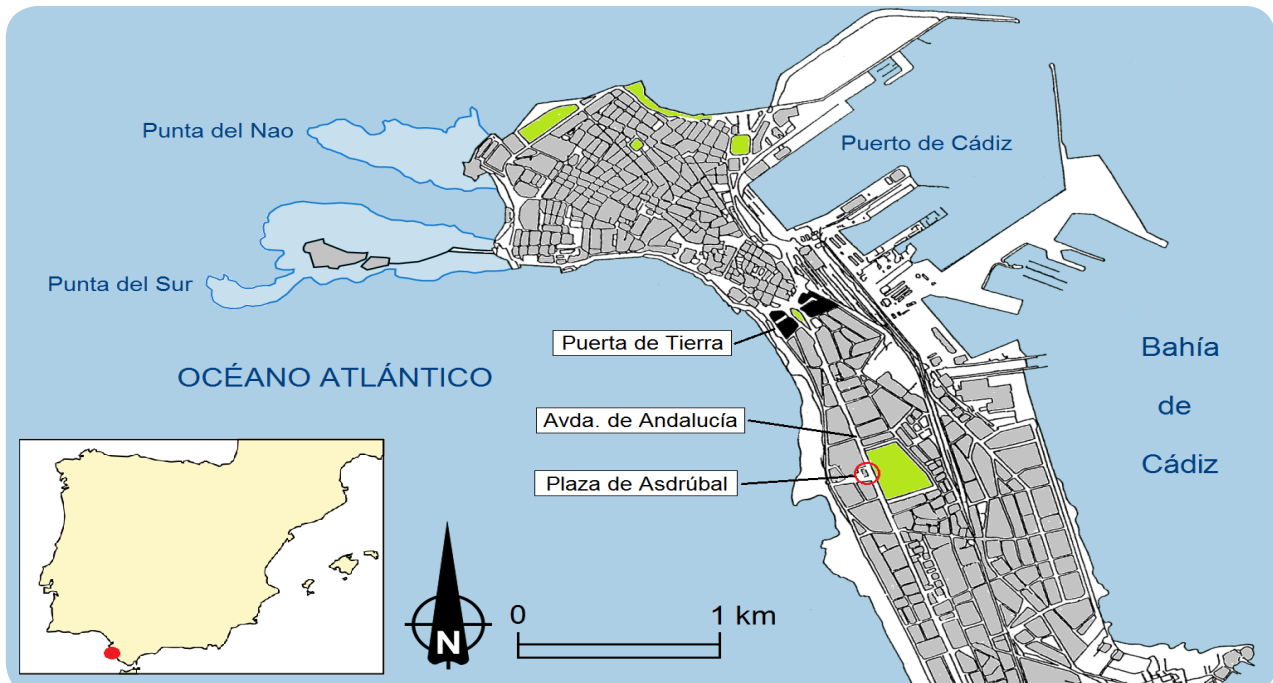 Punta del Nao
Puerto de Cádiz
Punta del Sur
Puerta de Tierra
OCÉANO ATLÁNTICO
Bahía
de
Cádiz
Avda. de Andalucía
Plaza de Asdrúbal
N
0 1 km